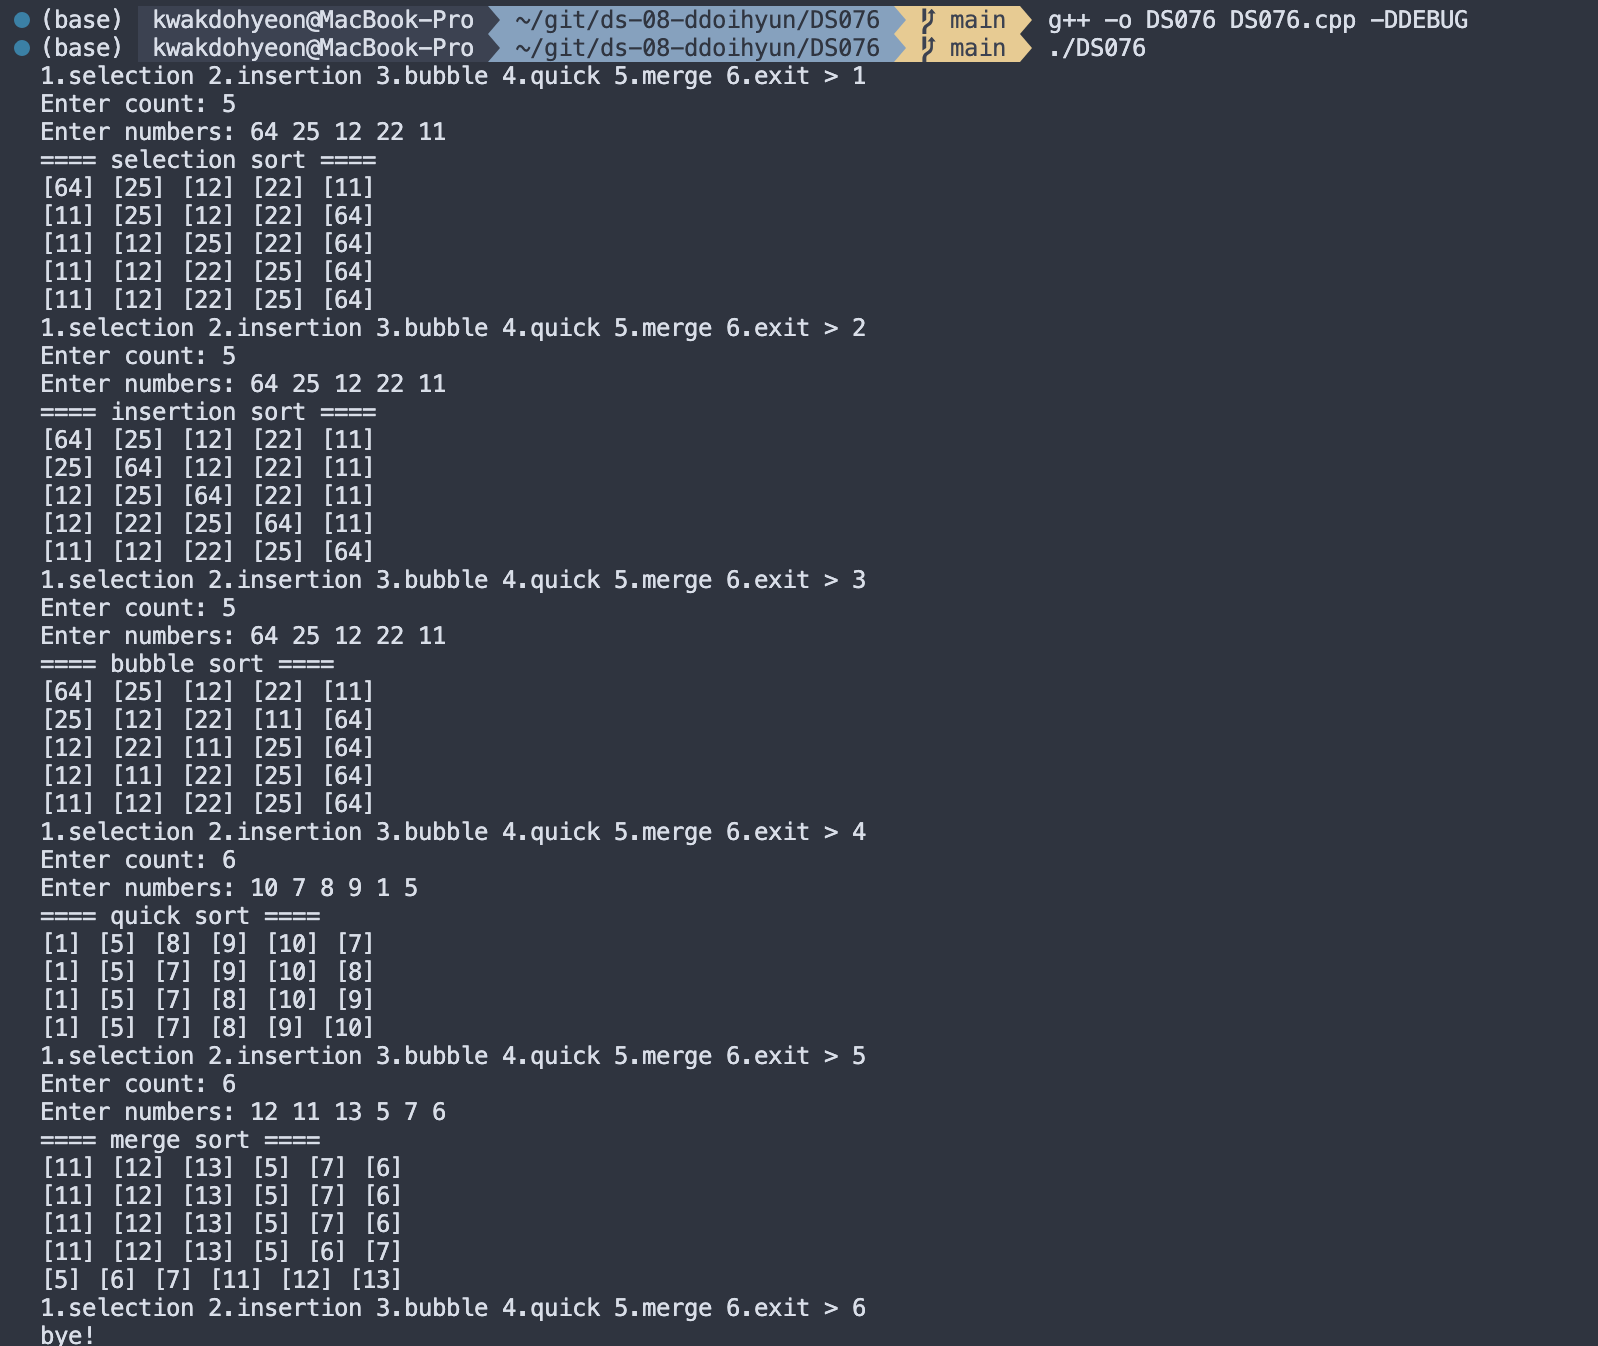 (base) kwakdohyeon@MacBook-Pro ~/git/ds-08-ddoihyun/DS076 main g++ -o DS076 DS076.cpp -DDEBUG
(base) kwakdohyeon@MacBook-Pro ~/git/ds-08-ddoihyun/DS076 main ./DS076
1.selection 2.insertion 3.bubble 4.quick 5.merge 6.exit > 1
Enter count: 5
Enter numbers: 64 25 12 22 11
==== selection sort ====
[64] [25] [12] [22] [11]
[11] [25] [12] [22] [64]
[11] [12] [25] [22] [64]
[11] [12] [22] [25] [64]
[11] [12] [22] [25] [64]
1.selection 2.insertion 3.bubble 4.quick 5.merge 6.exit > 2
Enter count: 5
Enter numbers: 64 25 12 22 11
==== insertion sort ====
[64] [25] [12] [22] [11]
[25] [64] [12] [22] [11]
[12] [25] [64] [22] [11]
[12] [22] [25] [64] [11]
[11] [12] [22] [25] [64]
1.selection 2.insertion 3.bubble 4.quick 5.merge 6.exit > 3
Enter count: 5
Enter numbers: 64 25 12 22 11
==== bubble sort ====
[64] [25] [12] [22] [11]
[25] [12] [22] [11] [64]
[12] [22] [11] [25] [64]
[12] [11] [22] [25] [64]
[11] [12] [22] [25] [64]
1.selection 2.insertion 3.bubble 4.quick 5.merge 6.exit > 4
Enter count: 6
Enter numbers: 10 7 8 9 1 5
==== quick sort ====
[1] [5] [8] [9] [10] [7]
[1] [5] [7] [9] [10] [8]
[1] [5] [7] [8] [10] [9]
[1] [5] [7] [8] [9] [10]
1.selection 2.insertion 3.bubble 4.quick 5.merge 6.exit > 5
Enter count: 6
Enter numbers: 12 11 13 5 7 6
==== merge sort ====
[11] [12] [13] [5] [7] [6]
[11] [12] [13] [5] [7] [6]
[11] [12] [13] [5] [7] [6]
[11] [12] [13] [5] [6] [7]
[5] [6] [7] [11] [12] [13]
1.selection 2.insertion 3.bubble 4.quick 5.merge 6.exit > 6
bye!